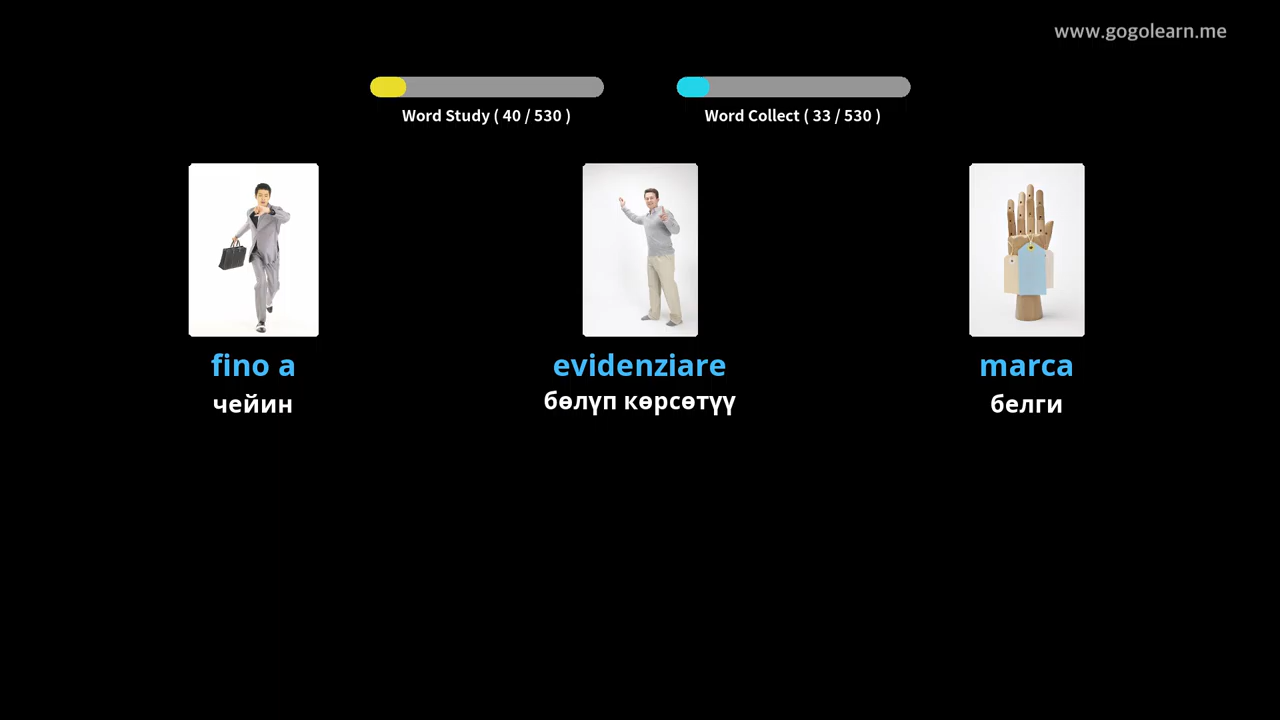 www.gogolearn.me
Word Study ( 40 / 530 )
Word Collect ( 33 / 530 )
fino a
чейин
evidenziare
бөлүп көрсөтүү
marca
белги